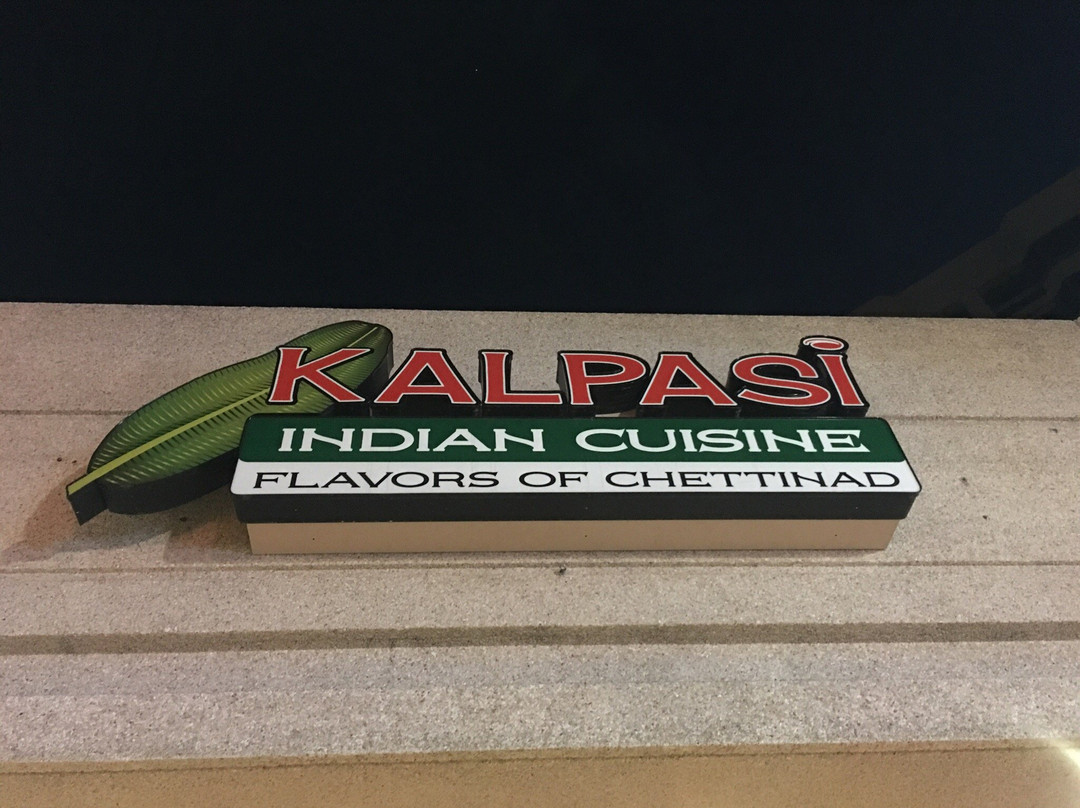 KALPASi
INDIAN CUISINE
FLAVORS OF CHETTINAD